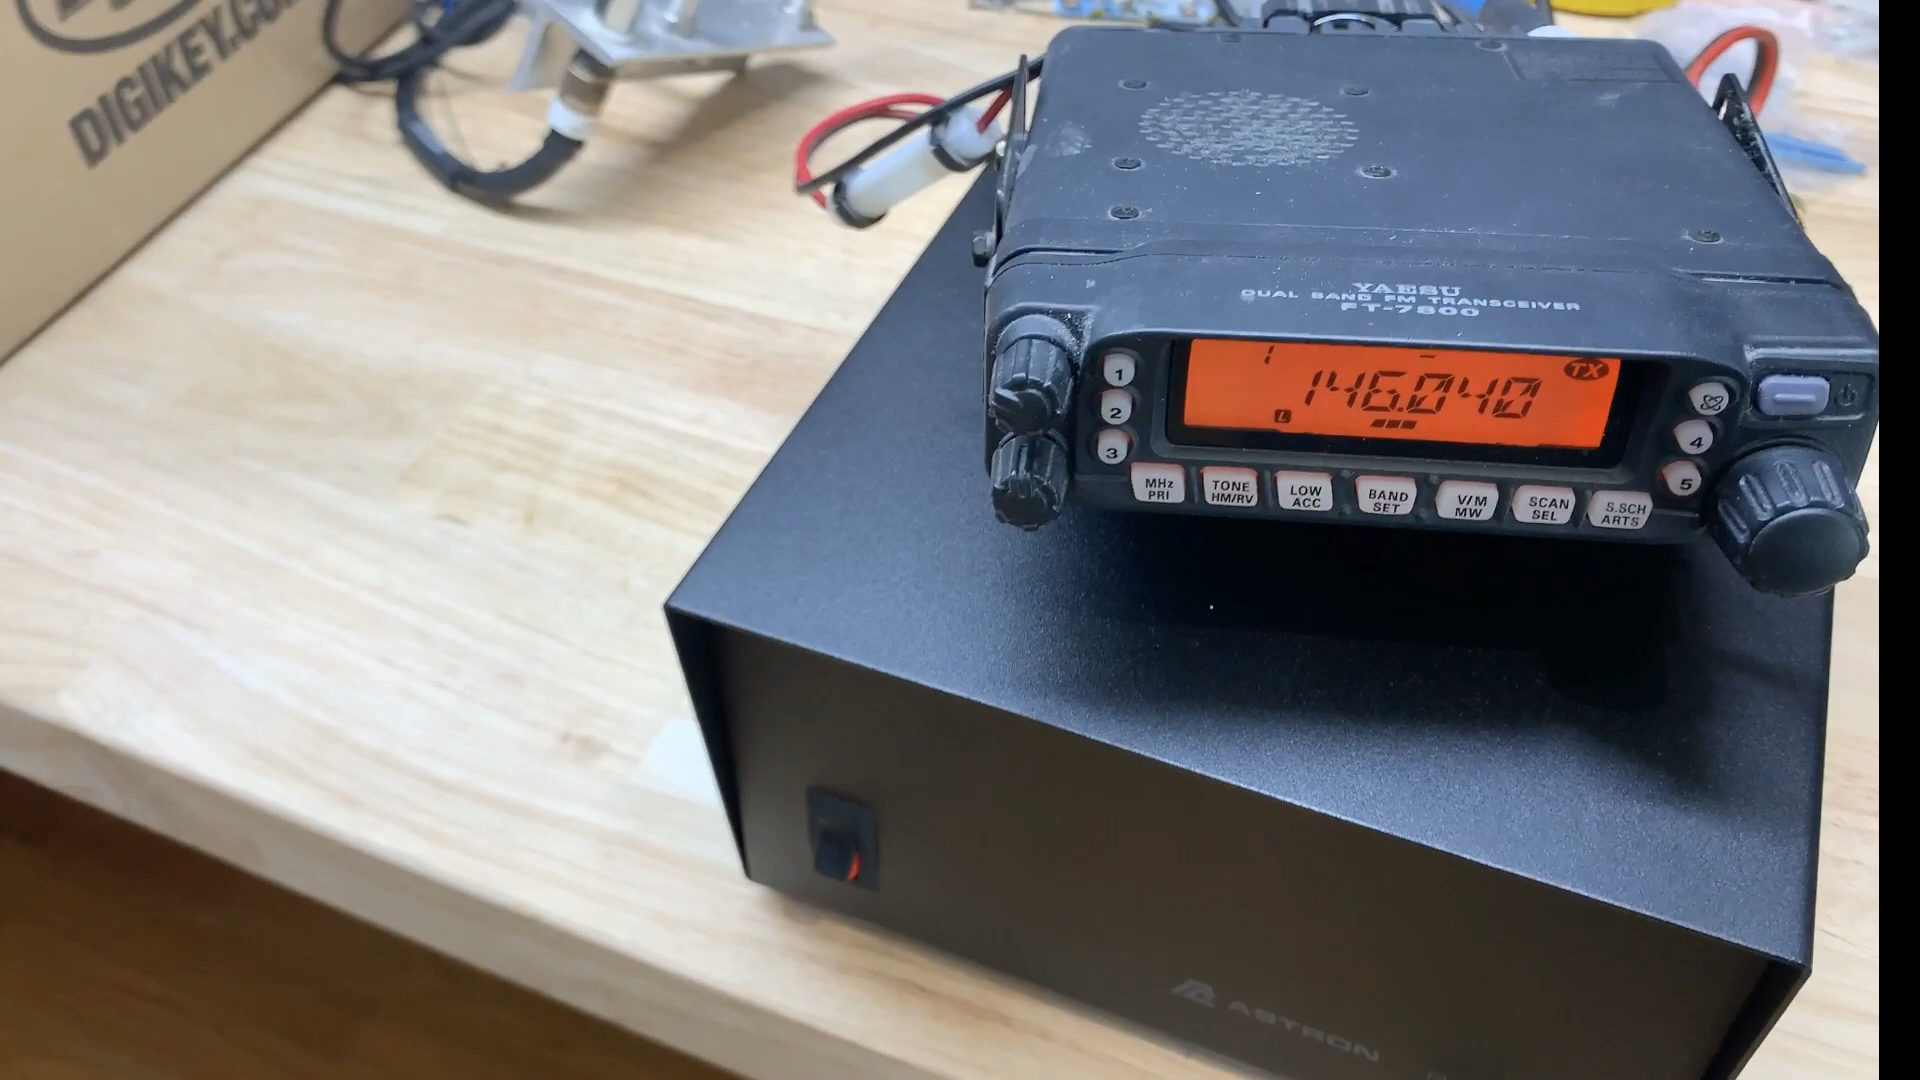 DIGIKEY.COM
YAESU
DUAL BAND FM TRANSCEIVER
FT-7800
1
TX
146.040
L
1
2
3
4
5
MHz PRI
TONE HM/RV
LOW ACC
BAND SET
V/M MW
SCAN SEL
S.SCH ARTS
ASTRON